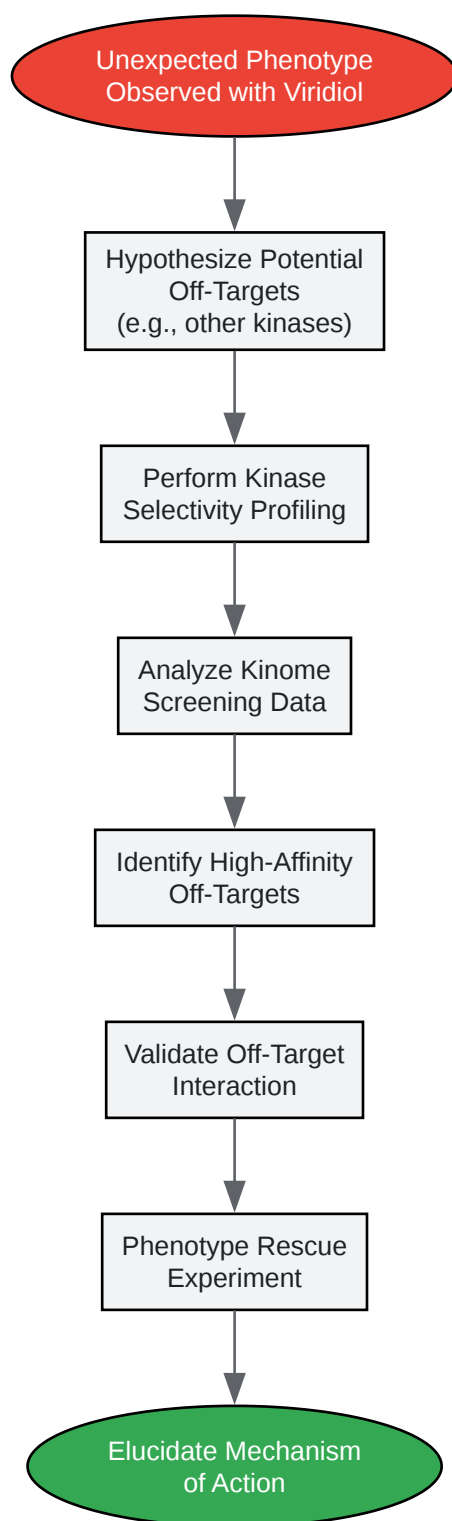 Unexpected Phenotype
Observed with Viridiol
Hypothesize Potential
Off-Targets
(e.g., other kinases)
Perform Kinase
Selectivity Profiling
Analyze Kinome
Screening Data
Identify High-Affinity
Off-Targets
Validate Off-Target
Interaction
Phenotype Rescue
Experiment
Elucidate Mechanism
of Action